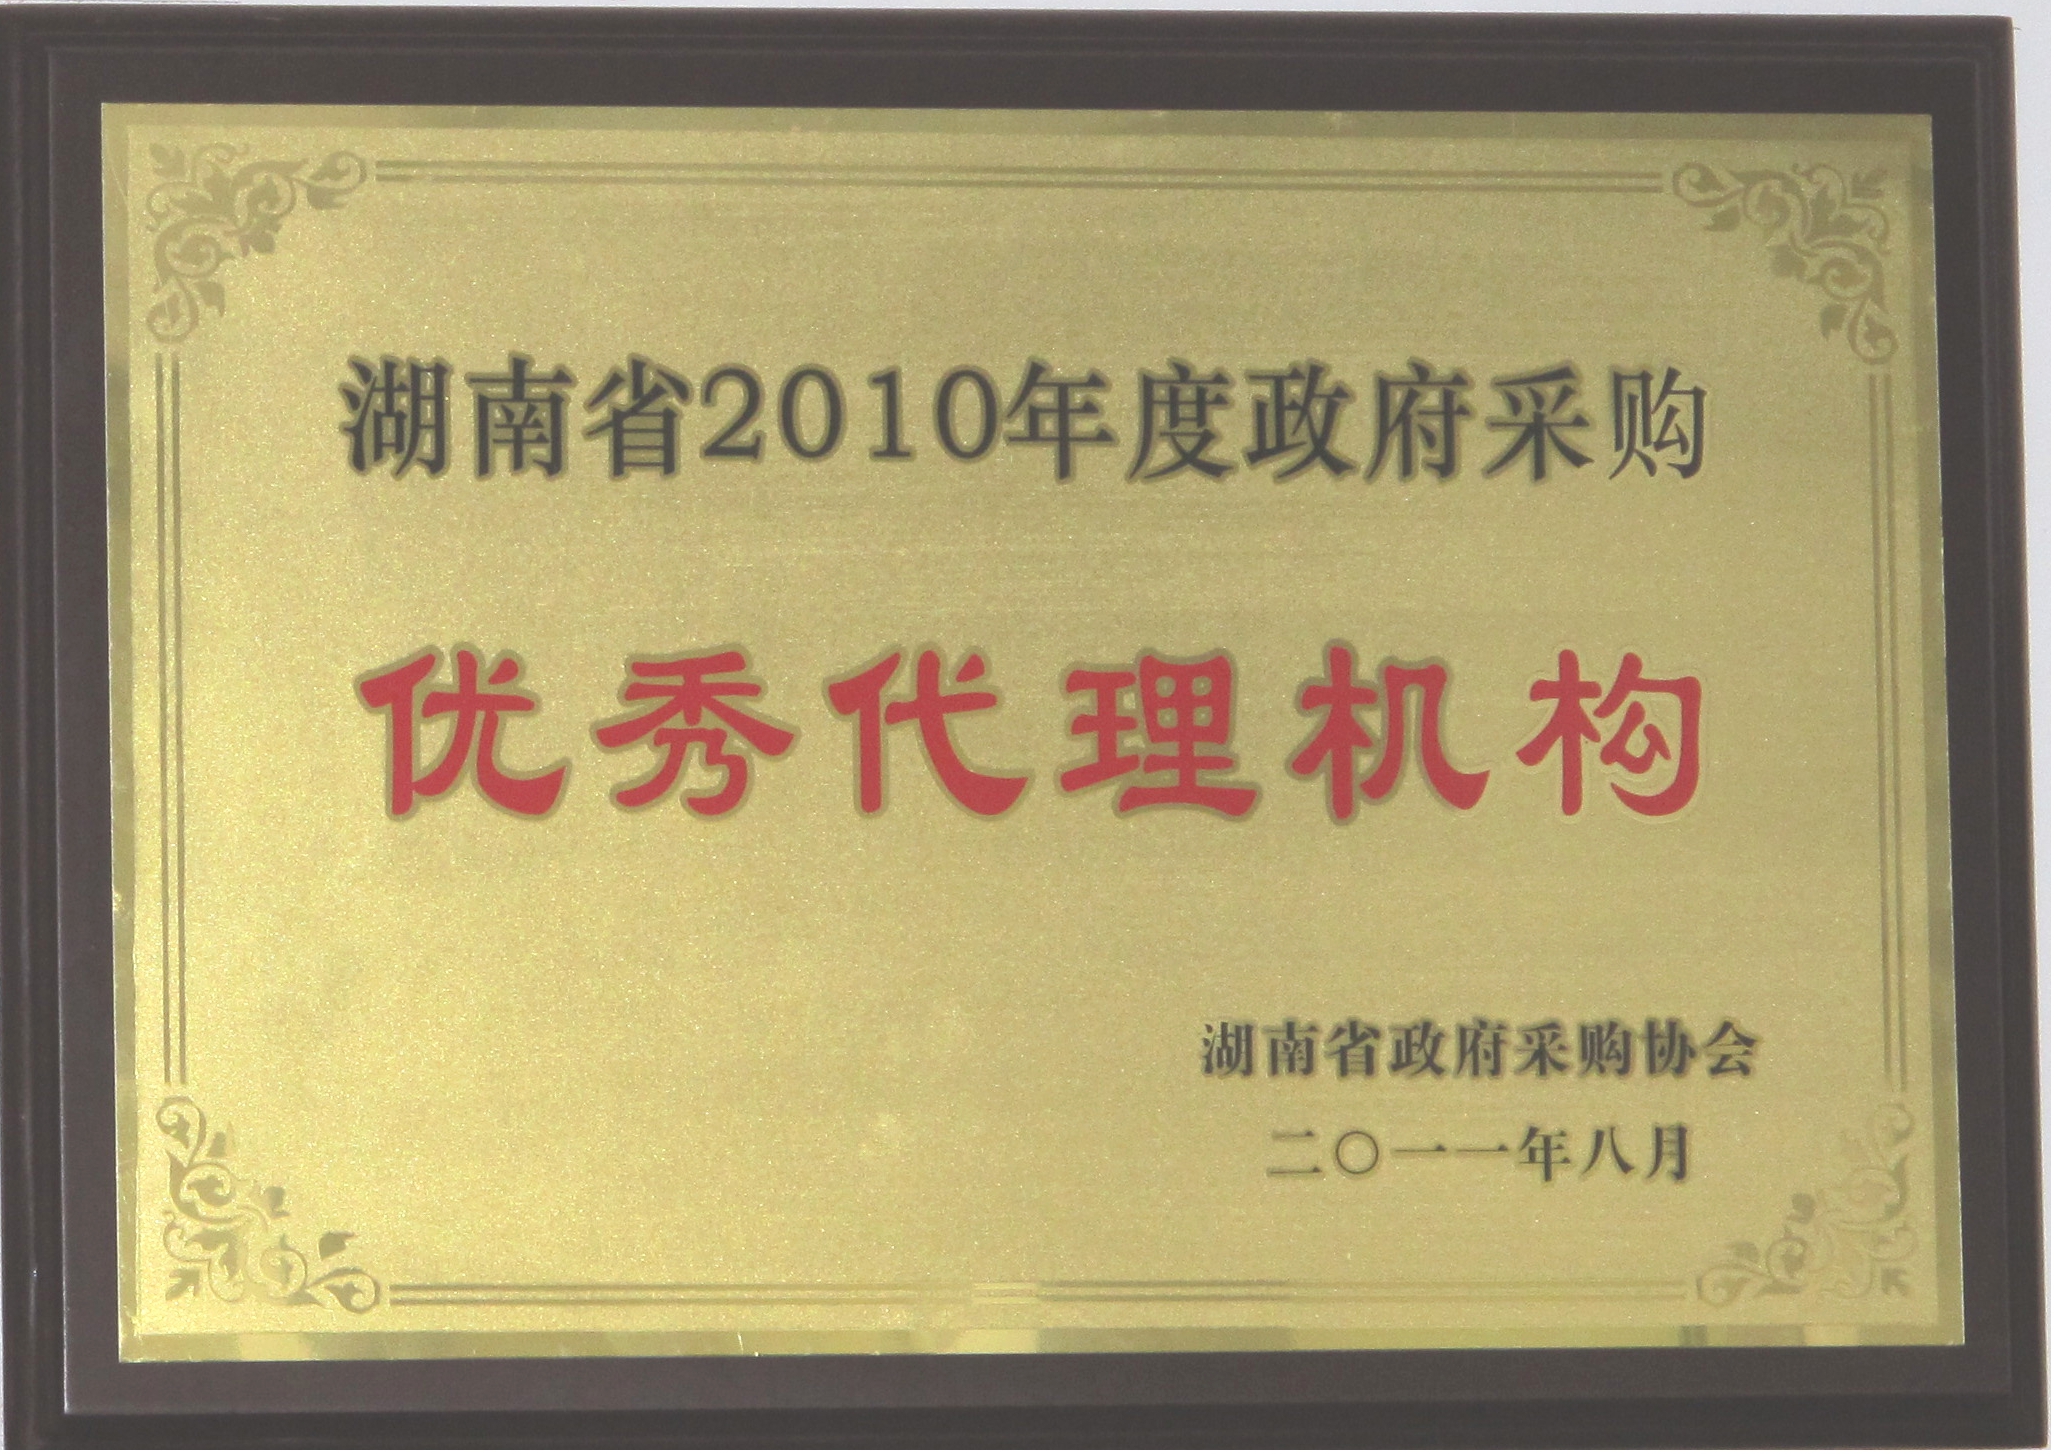 湖南省2010年度政府采购
优秀代理机构
湖南省政府采购协会
二〇一一年八月